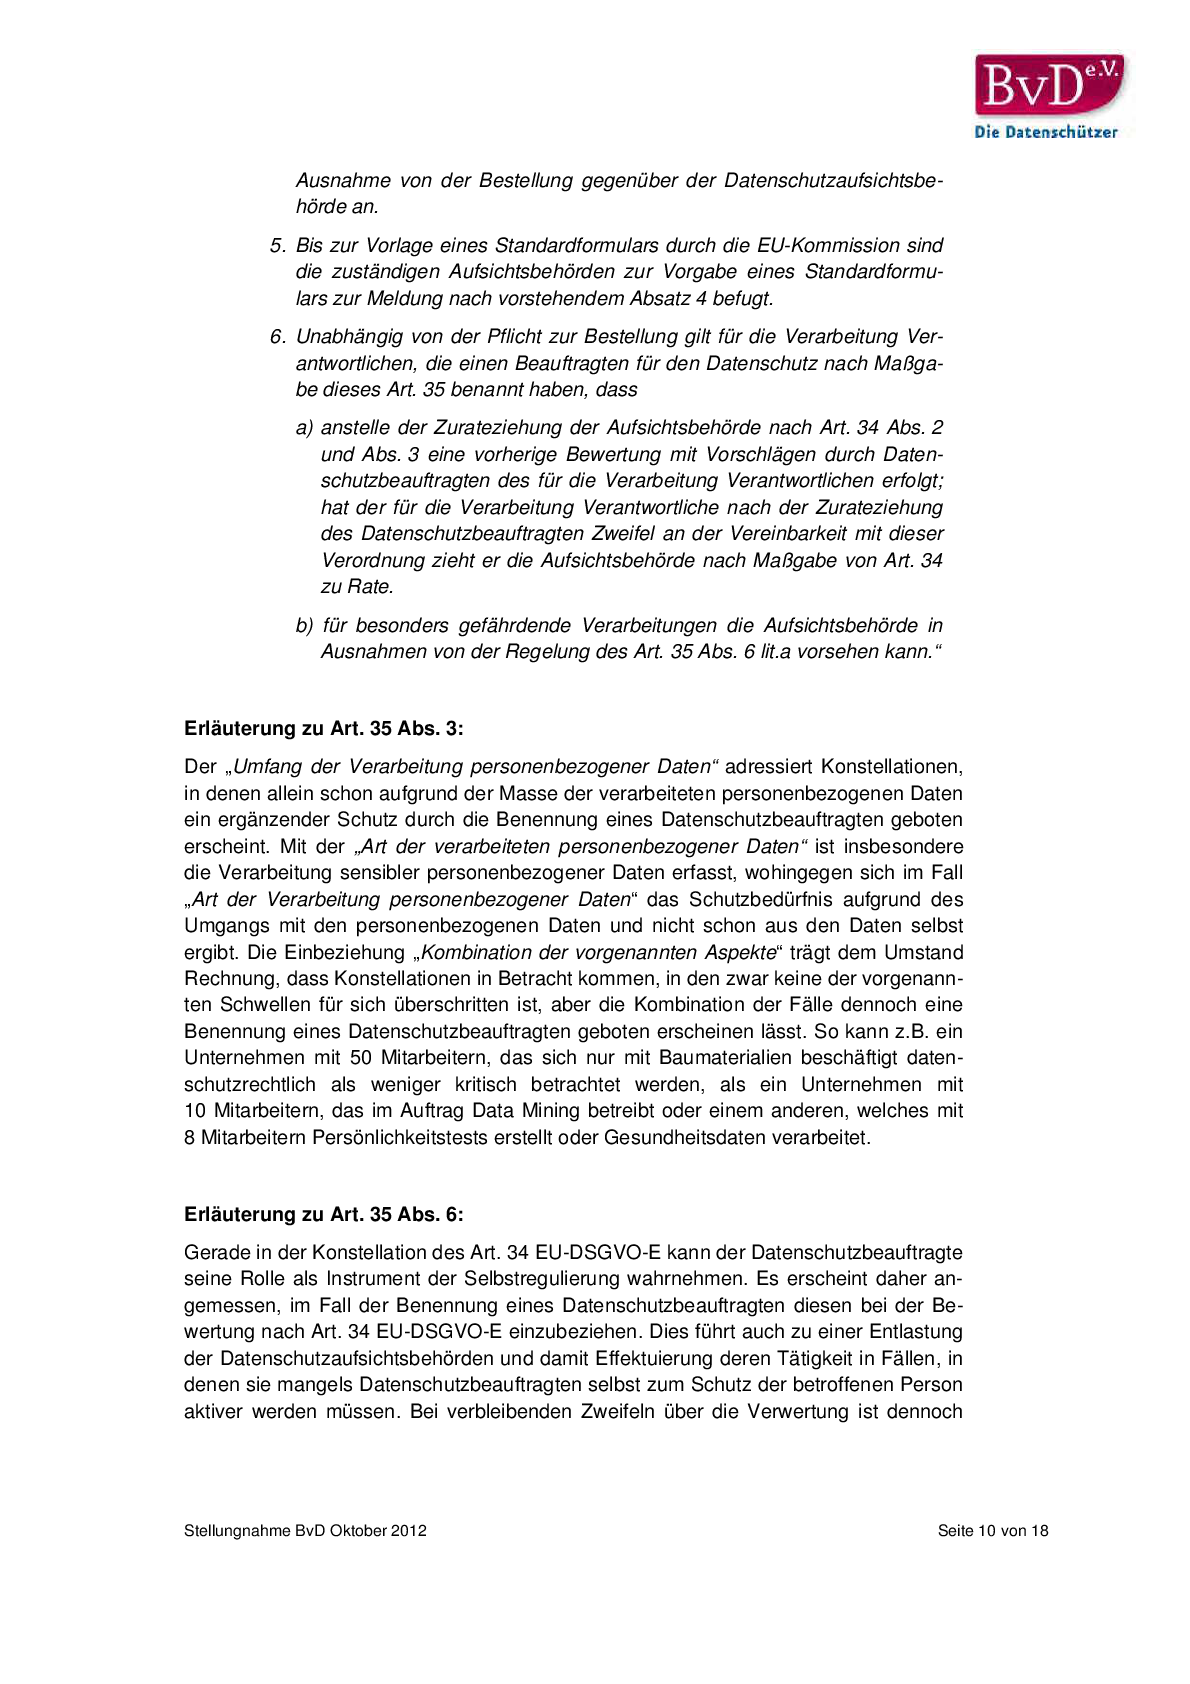 BvD e.V.
Die Datenschützer
Ausnahme von der Bestellung gegenüber der Datenschutzaufsichtsbe-
hörde an.
5. Bis zur Vorlage eines Standardformulars durch die EU-Kommission sind
die zuständigen Aufsichtsbehörden zur Vorgabe eines Standardformu-
lars zur Meldung nach vorstehendem Absatz 4 befugt.
6. Unabhängig von der Pflicht zur Bestellung gilt für die Verarbeitung Ver-
antwortlichen, die einen Beauftragten für den Datenschutz nach Maßga-
be dieses Art. 35 benannt haben, dass
a) anstelle der Zurateziehung der Aufsichtsbehörde nach Art. 34 Abs. 2
und Abs. 3 eine vorherige Bewertung mit Vorschlägen durch Daten-
schutzbeauftragten des für die Verarbeitung Verantwortlichen erfolgt;
hat der für die Verarbeitung Verantwortliche nach der Zurateziehung
des Datenschutzbeauftragten Zweifel an der Vereinbarkeit mit dieser
Verordnung zieht er die Aufsichtsbehörde nach Maßgabe von Art. 34
zu Rate.
b) für besonders gefährdende Verarbeitungen die Aufsichtsbehörde in
Ausnahmen von der Regelung des Art. 35 Abs. 6 lit.a vorsehen kann.“
Erläuterung zu Art. 35 Abs. 3:
Der „Umfang der Verarbeitung personenbezogener Daten“ adressiert Konstellationen,
in denen allein schon aufgrund der Masse der verarbeiteten personenbezogenen Daten
ein ergänzender Schutz durch die Benennung eines Datenschutzbeauftragten geboten
erscheint. Mit der „Art der verarbeiteten personenbezogener Daten“ ist insbesondere
die Verarbeitung sensibler personenbezogener Daten erfasst, wohingegen sich im Fall
„Art der Verarbeitung personenbezogener Daten“ das Schutzbedürfnis aufgrund des
Umgangs mit den personenbezogenen Daten und nicht schon aus den Daten selbst
ergibt. Die Einbeziehung „Kombination der vorgenannten Aspekte“ trägt dem Umstand
Rechnung, dass Konstellationen in Betracht kommen, in den zwar keine der vorgenann-
ten Schwellen für sich überschritten ist, aber die Kombination der Fälle dennoch eine
Benennung eines Datenschutzbeauftragten geboten erscheinen lässt. So kann z.B. ein
Unternehmen mit 50 Mitarbeitern, das sich nur mit Baumaterialien beschäftigt daten-
schutzrechtlich als weniger kritisch betrachtet werden, als ein Unternehmen mit
10 Mitarbeitern, das im Auftrag Data Mining betreibt oder einem anderen, welches mit
8 Mitarbeitern Persönlichkeitstests erstellt oder Gesundheitsdaten verarbeitet.
Erläuterung zu Art. 35 Abs. 6:
Gerade in der Konstellation des Art. 34 EU-DSGVO-E kann der Datenschutzbeauftragte
seine Rolle als Instrument der Selbstregulierung wahrnehmen. Es erscheint daher an-
gemessen, im Fall der Benennung eines Datenschutzbeauftragten diesen bei der Be-
wertung nach Art. 34 EU-DSGVO-E einzubeziehen. Dies führt auch zu einer Entlastung
der Datenschutzaufsichtsbehörden und damit Effektuierung deren Tätigkeit in Fällen, in
denen sie mangels Datenschutzbeauftragten selbst zum Schutz der betroffenen Person
aktiver werden müssen. Bei verbleibenden Zweifeln über die Verwertung ist dennoch
Stellungnahme BvD Oktober 2012
Seite 10 von 18